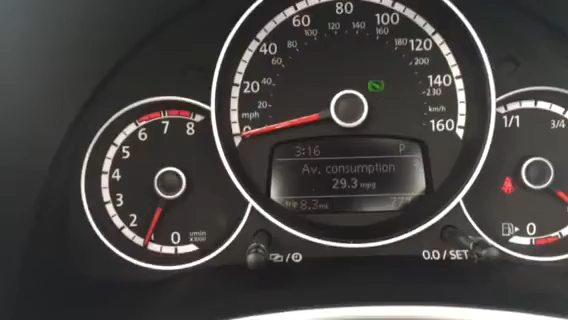 60 80 100
40 120
20 140
mph 160
0
20 40 60 80 100 120 140 160 180 200
230
km/h
3:16 P
Av. consumption
29.3 mpg
trip 8.3 mi
0 2 3 4 5 6 7 8
1/min
x1000
1/1 3/4
0
0.0 / SET